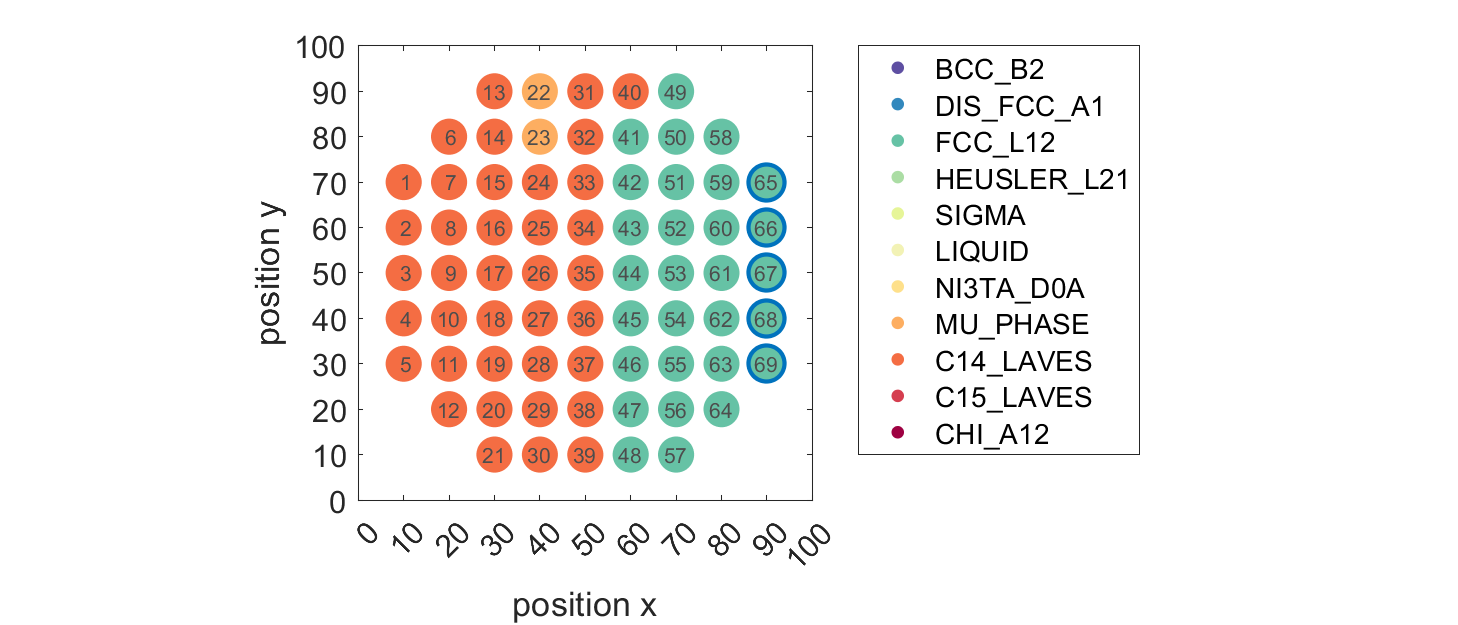 100
90 13 22 31 40 49
80 6 14 23 32 41 50 58
70 1 7 15 24 33 42 51 59 65
60 2 8 16 25 34 43 52 60 66
50 3 9 17 26 35 44 53 61 67
40 4 10 18 27 36 45 54 62 68
30 5 11 19 28 37 46 55 63 69
20 12 20 29 38 47 56 64
10 21 30 39 48 57
0
0 10 20 30 40 50 60 70 80 90 100
position x
position y
BCC_B2
DIS_FCC_A1
FCC_L12
HEUSLER_L21
SIGMA
LIQUID
NI3TA_D0A
MU_PHASE
C14_LAVES
C15_LAVES
CHI_A12